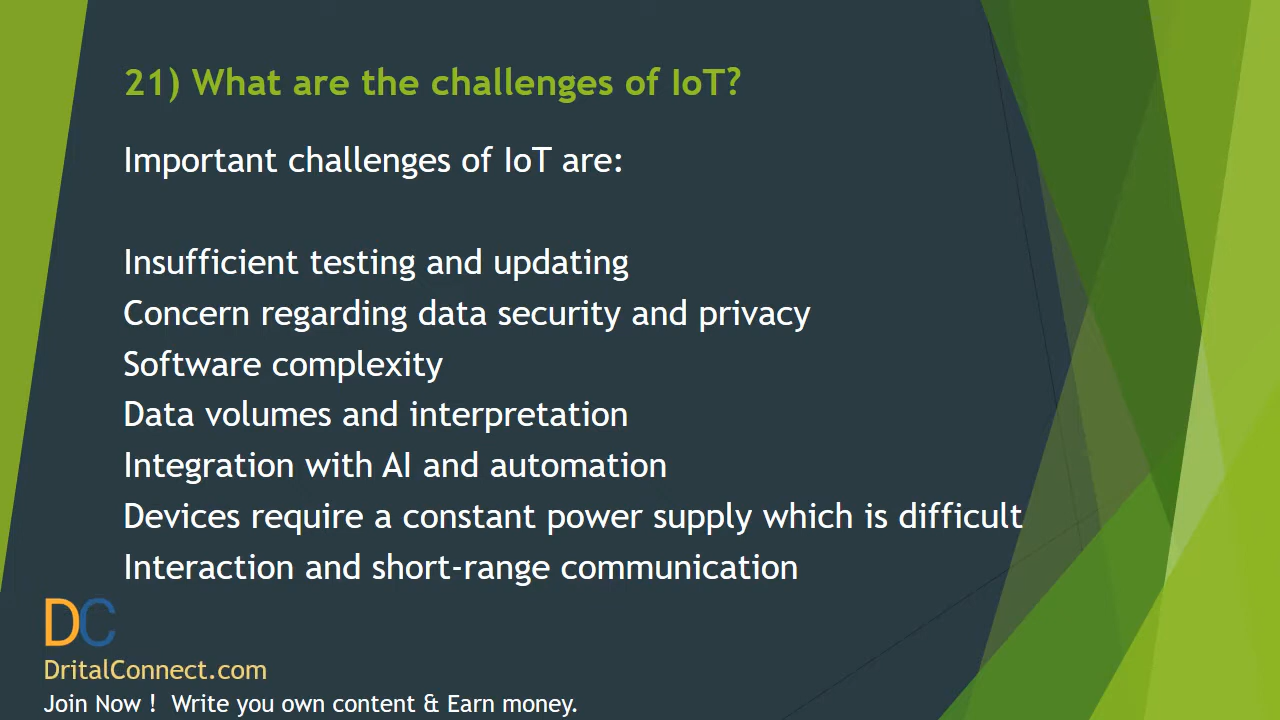 21) What are the challenges of IoT?
Important challenges of IoT are:
Insufficient testing and updating
Concern regarding data security and privacy
Software complexity
Data volumes and interpretation
Integration with AI and automation
Devices require a constant power supply which is difficult
Interaction and short-range communication
DC
DritalConnect.com
Join Now !  Write you own content & Earn money.